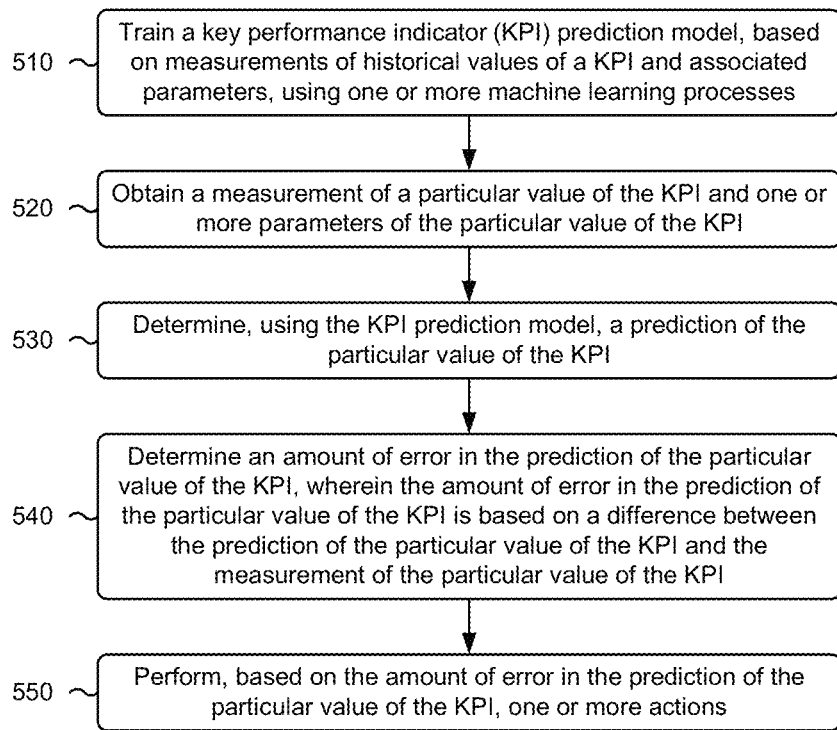 510
Train a key performance indicator (KPI) prediction model, based
on measurements of historical values of a KPI and associated
parameters, using one or more machine learning processes
520
Obtain a measurement of a particular value of the KPI and one or
more parameters of the particular value of the KPI
530
Determine, using the KPI prediction model, a prediction of the
particular value of the KPI
540
Determine an amount of error in the prediction of the particular
value of the KPI, wherein the amount of error in the prediction of
the particular value of the KPI is based on a difference between
the prediction of the particular value of the KPI and the
measurement of the particular value of the KPI
550
Perform, based on the amount of error in the prediction of the
particular value of the KPI, one or more actions